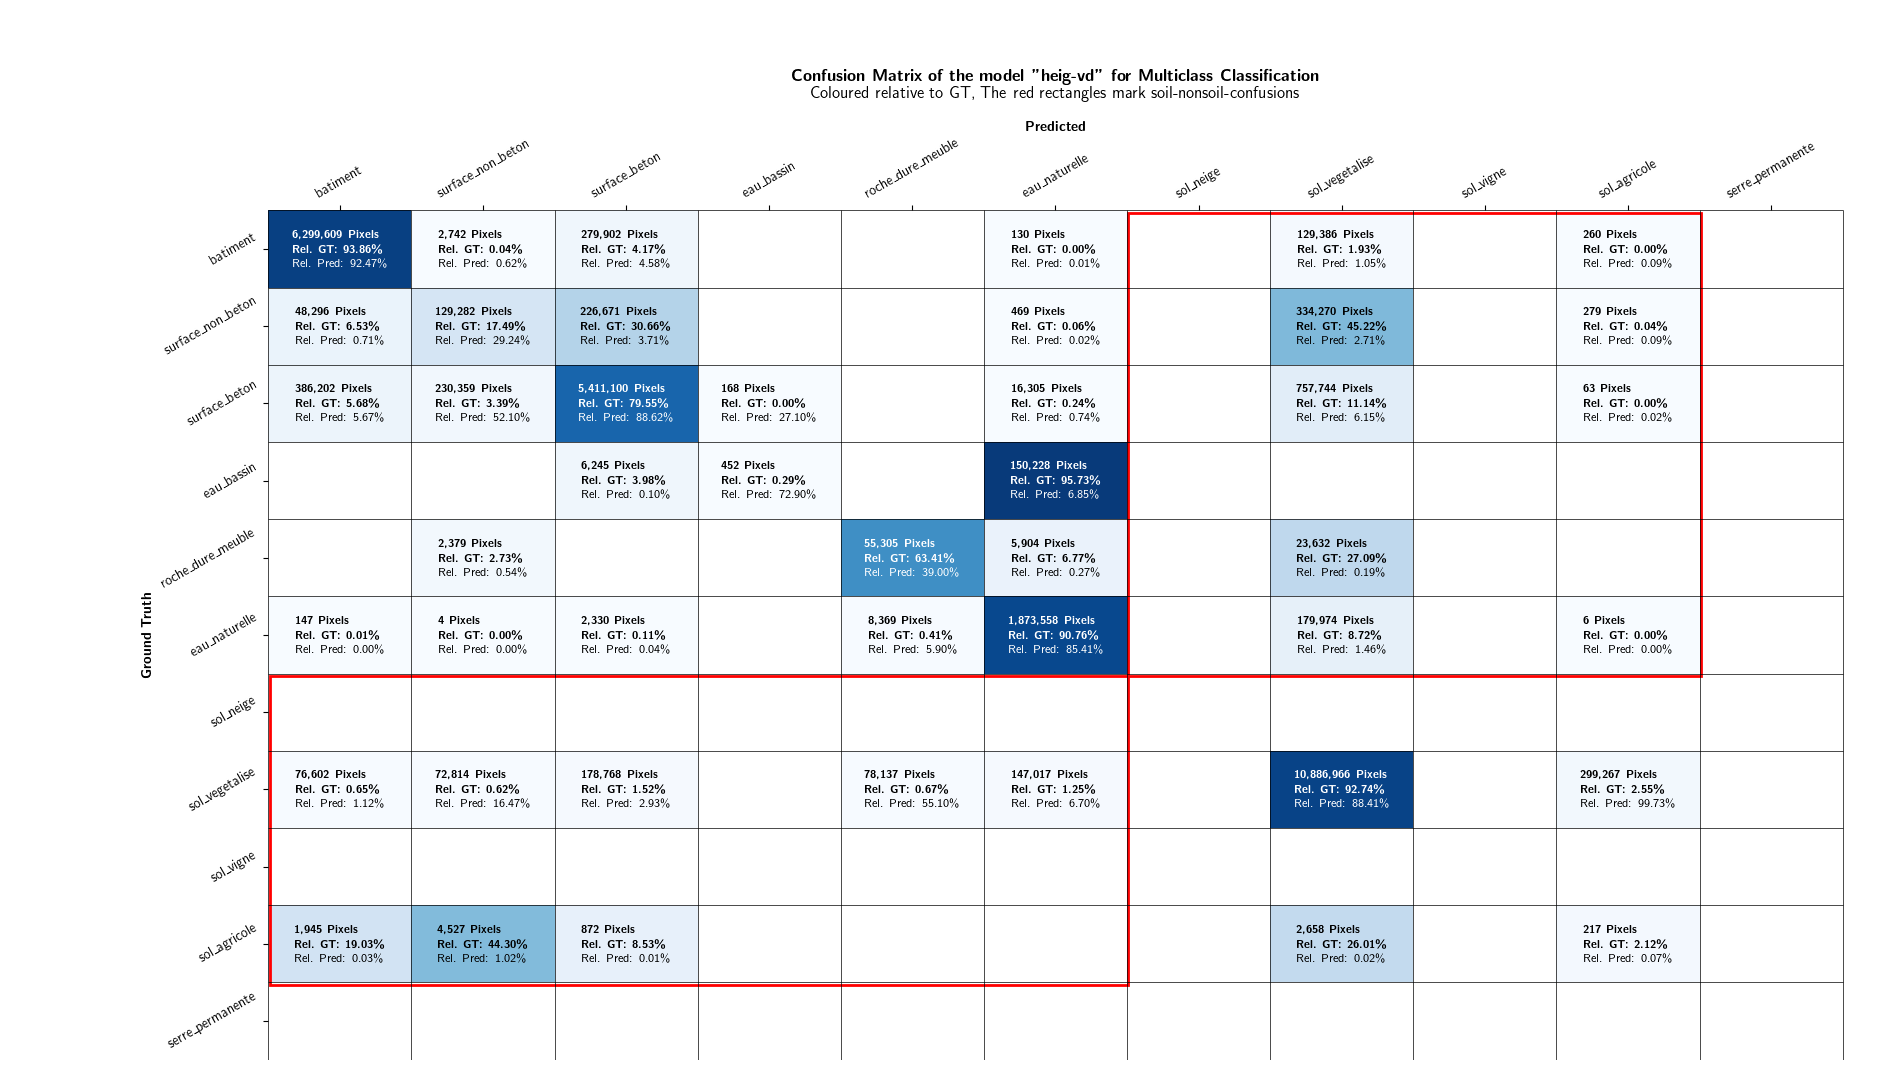 Confusion Matrix of the model "heig-vd" for Multiclass Classification
Coloured relative to GT, The red rectangles mark soil-nonsoil-confusions
Predicted
batiment
surface_non_beton
surface_beton
eau_bassin
roche_dure_meuble
eau_naturelle
sol_neige
sol_vegetalise
sol_vigne
sol_agricole
serre_permanente
Ground Truth
batiment
6,299,609 Pixels
Rel. GT: 93.86%
Rel. Pred: 92.47%
2,742 Pixels
Rel. GT: 0.04%
Rel. Pred: 0.62%
279,902 Pixels
Rel. GT: 4.17%
Rel. Pred: 4.58%
130 Pixels
Rel. GT: 0.00%
Rel. Pred: 0.01%
129,386 Pixels
Rel. GT: 1.93%
Rel. Pred: 1.05%
260 Pixels
Rel. GT: 0.00%
Rel. Pred: 0.09%
surface_non_beton
48,296 Pixels
Rel. GT: 6.53%
Rel. Pred: 0.71%
129,282 Pixels
Rel. GT: 17.49%
Rel. Pred: 29.24%
226,671 Pixels
Rel. GT: 30.66%
Rel. Pred: 3.71%
469 Pixels
Rel. GT: 0.06%
Rel. Pred: 0.02%
334,270 Pixels
Rel. GT: 45.22%
Rel. Pred: 2.71%
279 Pixels
Rel. GT: 0.04%
Rel. Pred: 0.09%
surface_beton
386,202 Pixels
Rel. GT: 5.68%
Rel. Pred: 5.67%
230,359 Pixels
Rel. GT: 3.39%
Rel. Pred: 52.10%
5,411,100 Pixels
Rel. GT: 79.55%
Rel. Pred: 88.62%
168 Pixels
Rel. GT: 0.00%
Rel. Pred: 27.10%
16,305 Pixels
Rel. GT: 0.24%
Rel. Pred: 0.74%
757,744 Pixels
Rel. GT: 11.14%
Rel. Pred: 6.15%
63 Pixels
Rel. GT: 0.00%
Rel. Pred: 0.02%
eau_bassin
6,245 Pixels
Rel. GT: 3.98%
Rel. Pred: 0.10%
452 Pixels
Rel. GT: 0.29%
Rel. Pred: 72.90%
150,228 Pixels
Rel. GT: 95.73%
Rel. Pred: 6.85%
roche_dure_meuble
2,379 Pixels
Rel. GT: 2.73%
Rel. Pred: 0.54%
55,305 Pixels
Rel. GT: 63.41%
Rel. Pred: 39.00%
5,904 Pixels
Rel. GT: 6.77%
Rel. Pred: 0.27%
23,632 Pixels
Rel. GT: 27.09%
Rel. Pred: 0.19%
eau_naturelle
147 Pixels
Rel. GT: 0.01%
Rel. Pred: 0.00%
4 Pixels
Rel. GT: 0.00%
Rel. Pred: 0.00%
2,330 Pixels
Rel. GT: 0.11%
Rel. Pred: 0.04%
8,369 Pixels
Rel. GT: 0.41%
Rel. Pred: 5.90%
1,873,558 Pixels
Rel. GT: 90.76%
Rel. Pred: 85.41%
179,974 Pixels
Rel. GT: 8.72%
Rel. Pred: 1.46%
6 Pixels
Rel. GT: 0.00%
Rel. Pred: 0.00%
sol_neige
sol_vegetalise
76,602 Pixels
Rel. GT: 0.65%
Rel. Pred: 1.12%
72,814 Pixels
Rel. GT: 0.62%
Rel. Pred: 16.47%
178,768 Pixels
Rel. GT: 1.52%
Rel. Pred: 2.93%
78,137 Pixels
Rel. GT: 0.67%
Rel. Pred: 55.10%
147,017 Pixels
Rel. GT: 1.25%
Rel. Pred: 6.70%
10,886,966 Pixels
Rel. GT: 92.74%
Rel. Pred: 88.41%
299,267 Pixels
Rel. GT: 2.55%
Rel. Pred: 99.73%
sol_vigne
sol_agricole
1,945 Pixels
Rel. GT: 19.03%
Rel. Pred: 0.03%
4,527 Pixels
Rel. GT: 44.30%
Rel. Pred: 1.02%
872 Pixels
Rel. GT: 8.53%
Rel. Pred: 0.01%
2,658 Pixels
Rel. GT: 26.01%
Rel. Pred: 0.02%
217 Pixels
Rel. GT: 2.12%
Rel. Pred: 0.07%
serre_permanente